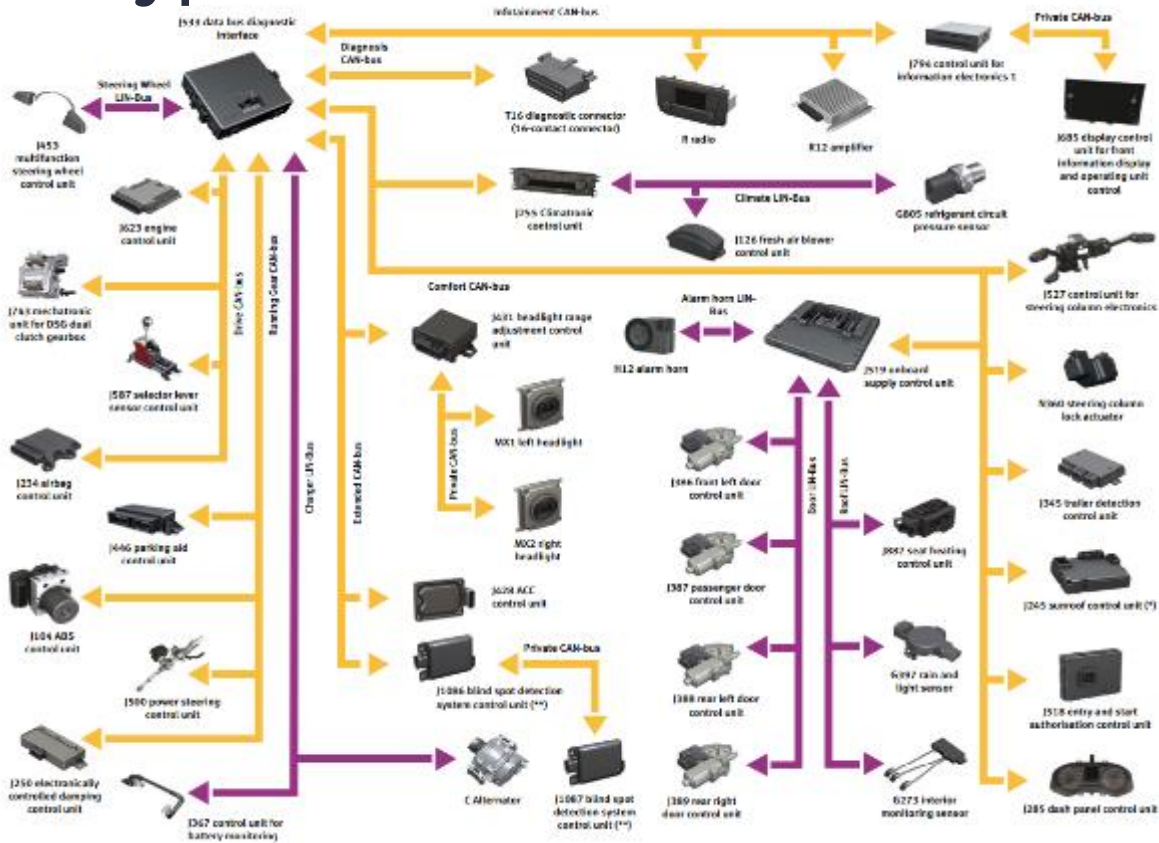 Infotainment CAN-bus
J533 data bus diagnostic
interface
Private CAN-bus
Diagnosis
CAN-bus
Steering Wheel
LIN-Bus
J794 control unit for
information electronics 1
T16 diagnostic connector
(16-contact connector)
R radio
R12 amplifier
J685 display control
unit for front
information display
and operating unit
control
J453
multifunction
steering wheel
control unit
J623 engine
control unit
J255 Climatronic
control unit
Climate LIN-Bus
G805 refrigerant circuit
pressure sensor
J126 fresh air blower
control unit
J527 control unit for
steering column electronics
Drive CAN-bus
Running Gear CAN-bus
Comfort CAN-bus
J743 mechatronic
unit for DSG dual
clutch gearbox
J431 headlight range
adjustment control
unit
Alarm horn LIN-
Bus
H12 alarm horn
J519 onboard
supply control unit
J587 selector lever
sensor control unit
N360 steering column
lock actuator
MX1 left headlight
Private CAN-bus
J234 airbag
control unit
Charger LIN-Bus
Extended CAN-bus
J386 front left door
control unit
Door LIN-Bus
Roof LIN-Bus
J345 trailer detection
control unit
MX2 right
headlight
J446 parking aid
control unit
J887 seat heating
control unit
J387 passenger door
control unit
J245 sunroof control unit (*)
J428 ACC
control unit
J104 ABS
control unit
Private CAN-bus
J1086 blind spot detection
system control unit (**)
G397 rain and
light sensor
J388 rear left door
control unit
J500 power steering
control unit
J518 entry and start
authorisation control unit
J250 electronically
controlled damping
control unit
J367 control unit for
battery monitoring
C Alternator
J1087 blind spot
detection system
control unit (**)
J389 rear right
door control unit
G273 interior
monitoring sensor
J285 dash panel control unit